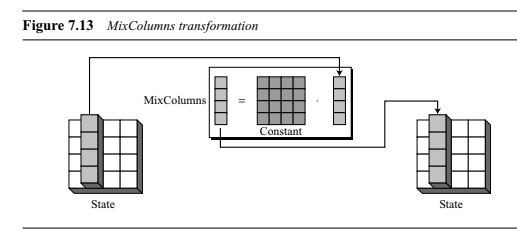 Figure 7.13 MixColumns transformation
MixColumns = ·
Constant
State State